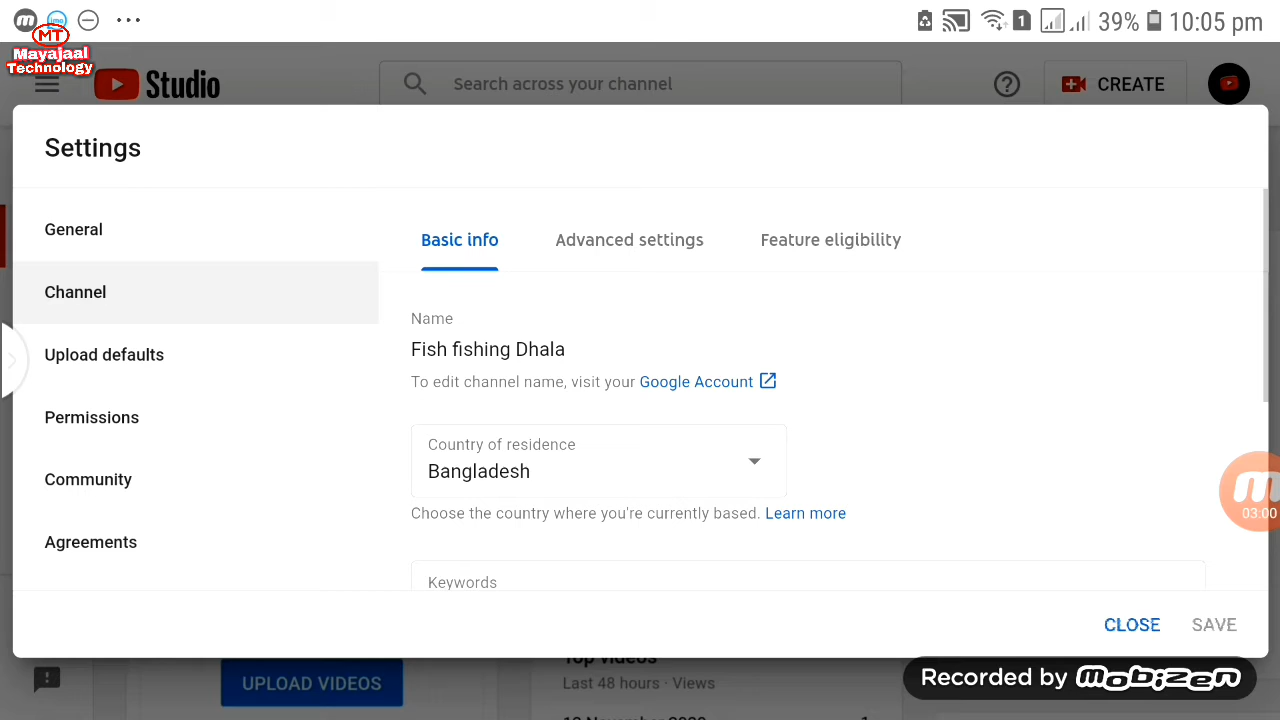 39% 10:05 pm
MT
Mayajaal
Technology
Studio
Search across your channel
CREATE
Settings
General
Channel
Upload defaults
Permissions
Community
Agreements
Basic info
Advanced settings
Feature eligibility
Name
Fish fishing Dhala
To edit channel name, visit your Google Account
Country of residence
Bangladesh
Choose the country where you're currently based. Learn more
Keywords
03:00
CLOSE
SAVE
UPLOAD VIDEOS
Top videos
Last 48 hours · Views
Recorded by mobizen